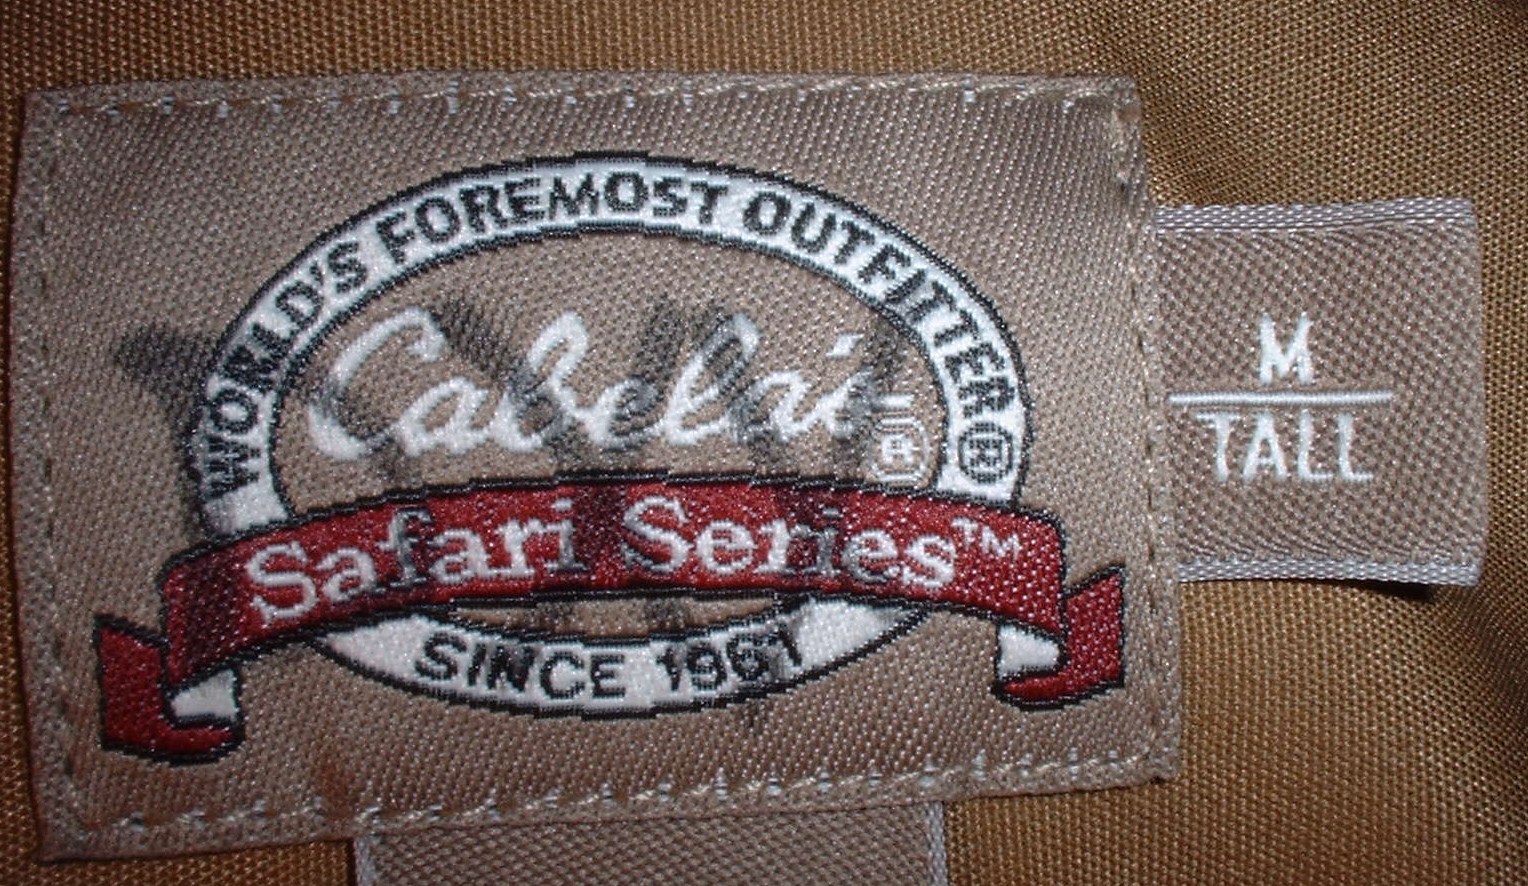 WORLD'S FOREMOST OUTFITTER®
Cabela's®
Safari Series™
SINCE 1961
M
TALL